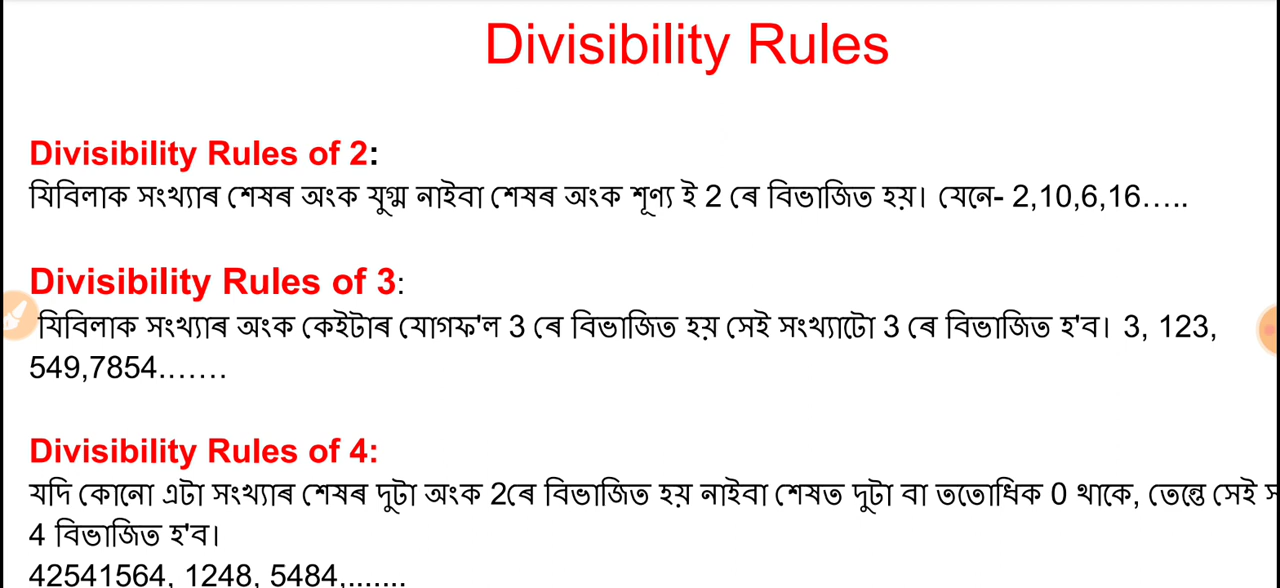 Divisibility Rules
Divisibility Rules of 2:
যিবিলাক সংখ্যাৰ শেষৰ অংক যুগ্ম নাইবা শেষৰ অংক শূণ্য ই 2 ৰে বিভাজিত হয়। যেনে- 2,10,6,16.....
Divisibility Rules of 3:
যিবিলাক সংখ্যাৰ অংক কেইটাৰ যোগফ'ল 3 ৰে বিভাজিত হয় সেই সংখ্যাটো 3 ৰে বিভাজিত হ'ব। 3, 123,
549,7854.......
Divisibility Rules of 4:
যদি কোনো এটা সংখ্যাৰ শেষৰ দুটা অংক 2ৰে বিভাজিত হয় নাইবা শেষত দুটা বা ততোধিক 0 থাকে, তেন্তে সেই
4 বিভাজিত হ'ব।
42541564, 1248, 5484,.......